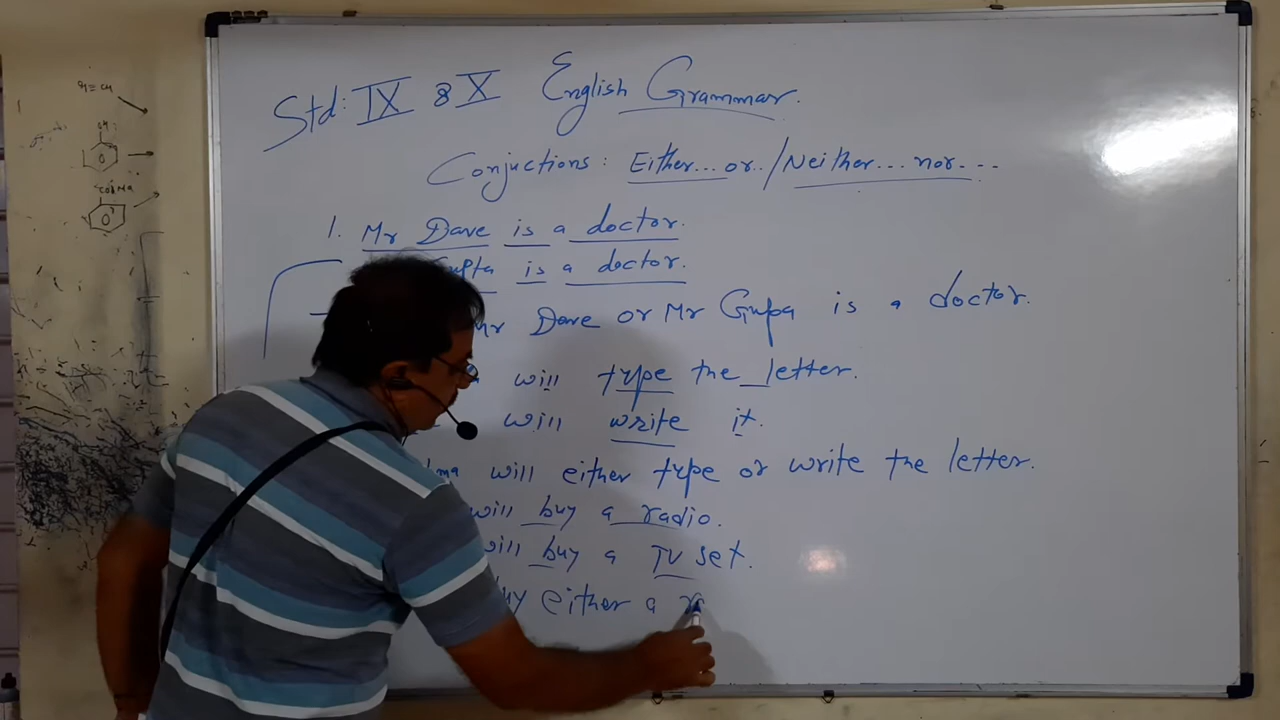 Std: IX & X English Grammar.
Conjuctions: Either... or.. / Neither... nor...
1. Mr Dave is a doctor.
is a doctor.
Mr Dave or Mr Gupa is a doctor.
will type the letter.
will write it.
will either type or write the letter.
will buy a radio.
will buy a TV set.
either a